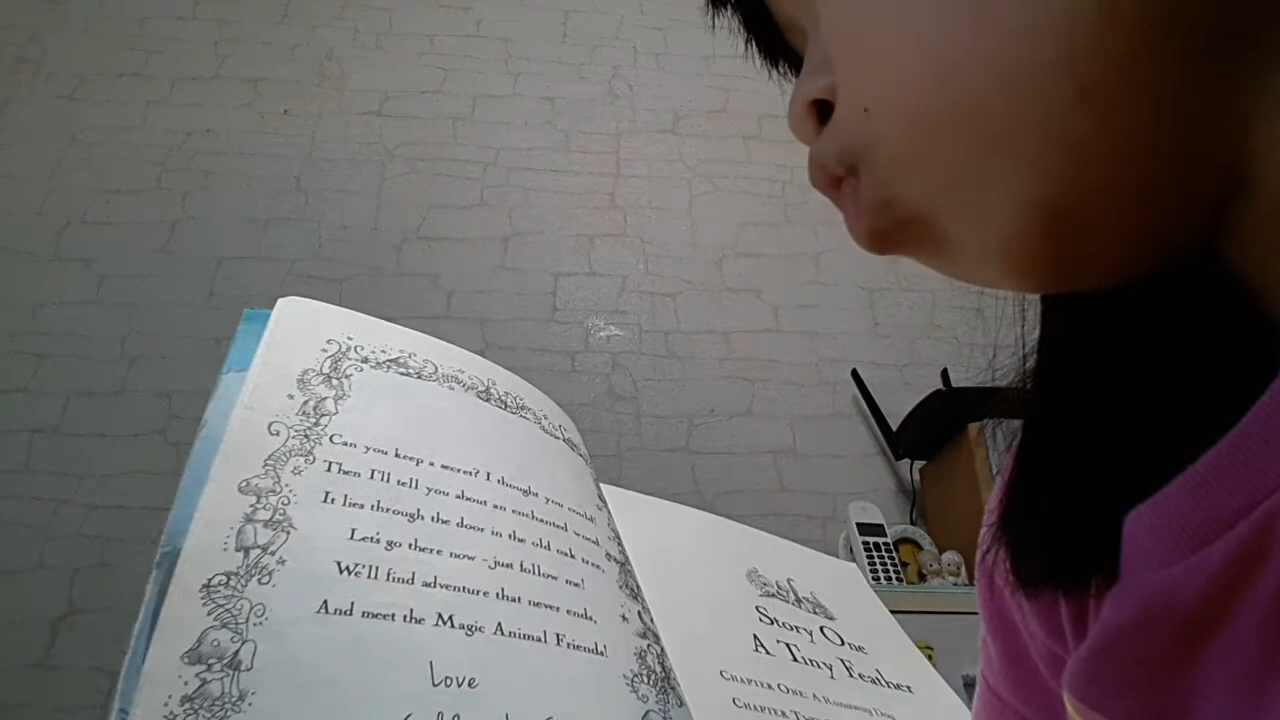 Can you keep a secret? I thought you could!
Then I'll tell you about an enchanted wood.
It lies through the door in the old oak tree,
Let's go there now - just follow me!
We'll find adventure that never ends,
And meet the Magic Animal Friends!
Love
Story One
A Tiny Feather
CHAPTER ONE: A Runaway Dog
CHAPTER